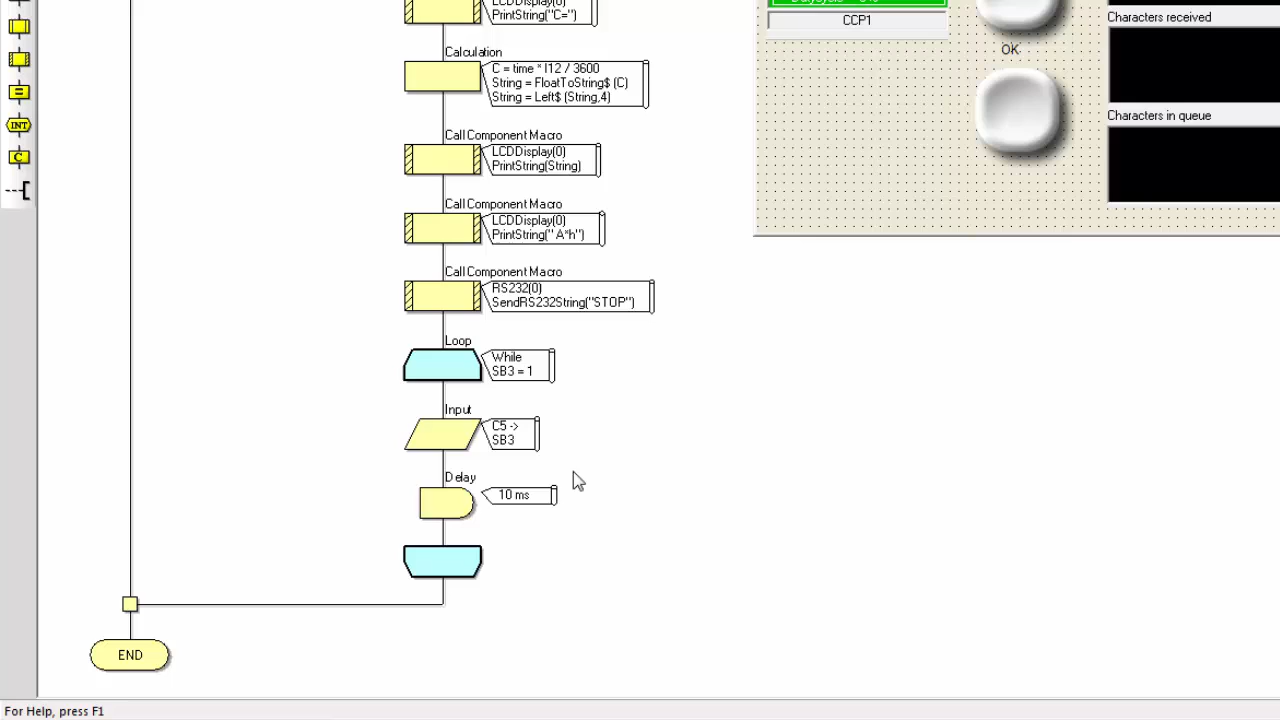 LCDDisplay(0)
PrintString("C=")
Calculation
C = time * I12 / 3600
String = FloatToString$ (C)
String = Left$ (String,4)
Call Component Macro
LCDDisplay(0)
PrintString(String)
Call Component Macro
LCDDisplay(0)
PrintString(" A*h")
Call Component Macro
RS232(0)
SendRS232String("STOP")
Loop
While
SB3 = 1
Input
C5 ->
SB3
Delay
10 ms
END
INT
C
CCP1
OK
Characters received
Characters in queue
For Help, press F1